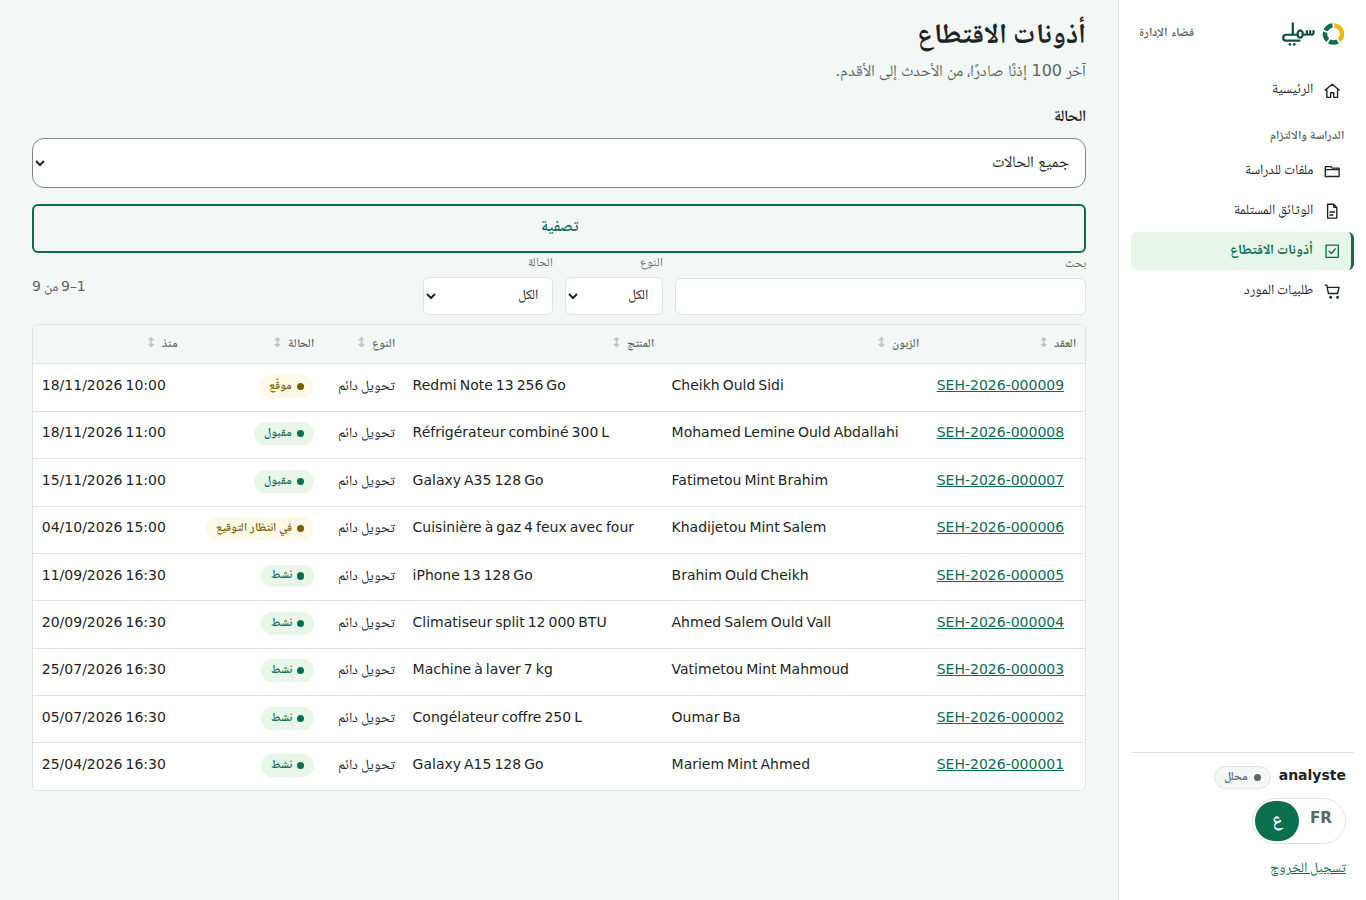 سهلي
فضاء الإدارة
الرئيسية
الدراسة والالتزام
ملفات للدراسة
الوثائق المستلمة
أذونات الاقتطاع
طلبيات المورد
analyste محلل
FR ع
تسجيل الخروج
أذونات الاقتطاع
آخر 100 إذنًا صادرًا، من الأحدث إلى الأقدم.
الحالة
جميع الحالات
تصفية
بحث
النوع
الحالة
الكل
الكل
1–9 من 9
العقد الزبون المنتج النوع الحالة منذ
SEH-2026-000009 Cheikh Ould Sidi Redmi Note 13 256 Go تحويل دائم موقّع 18/11/2026 10:00
SEH-2026-000008 Mohamed Lemine Ould Abdallahi Réfrigérateur combiné 300 L تحويل دائم مقبول 18/11/2026 11:00
SEH-2026-000007 Fatimetou Mint Brahim Galaxy A35 128 Go تحويل دائم مقبول 15/11/2026 11:00
SEH-2026-000006 Khadijetou Mint Salem Cuisinière à gaz 4 feux avec four تحويل دائم في انتظار التوقيع 04/10/2026 15:00
SEH-2026-000005 Brahim Ould Cheikh iPhone 13 128 Go تحويل دائم نشط 11/09/2026 16:30
SEH-2026-000004 Ahmed Salem Ould Vall Climatiseur split 12 000 BTU تحويل دائم نشط 20/09/2026 16:30
SEH-2026-000003 Vatimetou Mint Mahmoud Machine à laver 7 kg تحويل دائم نشط 25/07/2026 16:30
SEH-2026-000002 Oumar Ba Congélateur coffre 250 L تحويل دائم نشط 05/07/2026 16:30
SEH-2026-000001 Mariem Mint Ahmed Galaxy A15 128 Go تحويل دائم نشط 25/04/2026 16:30